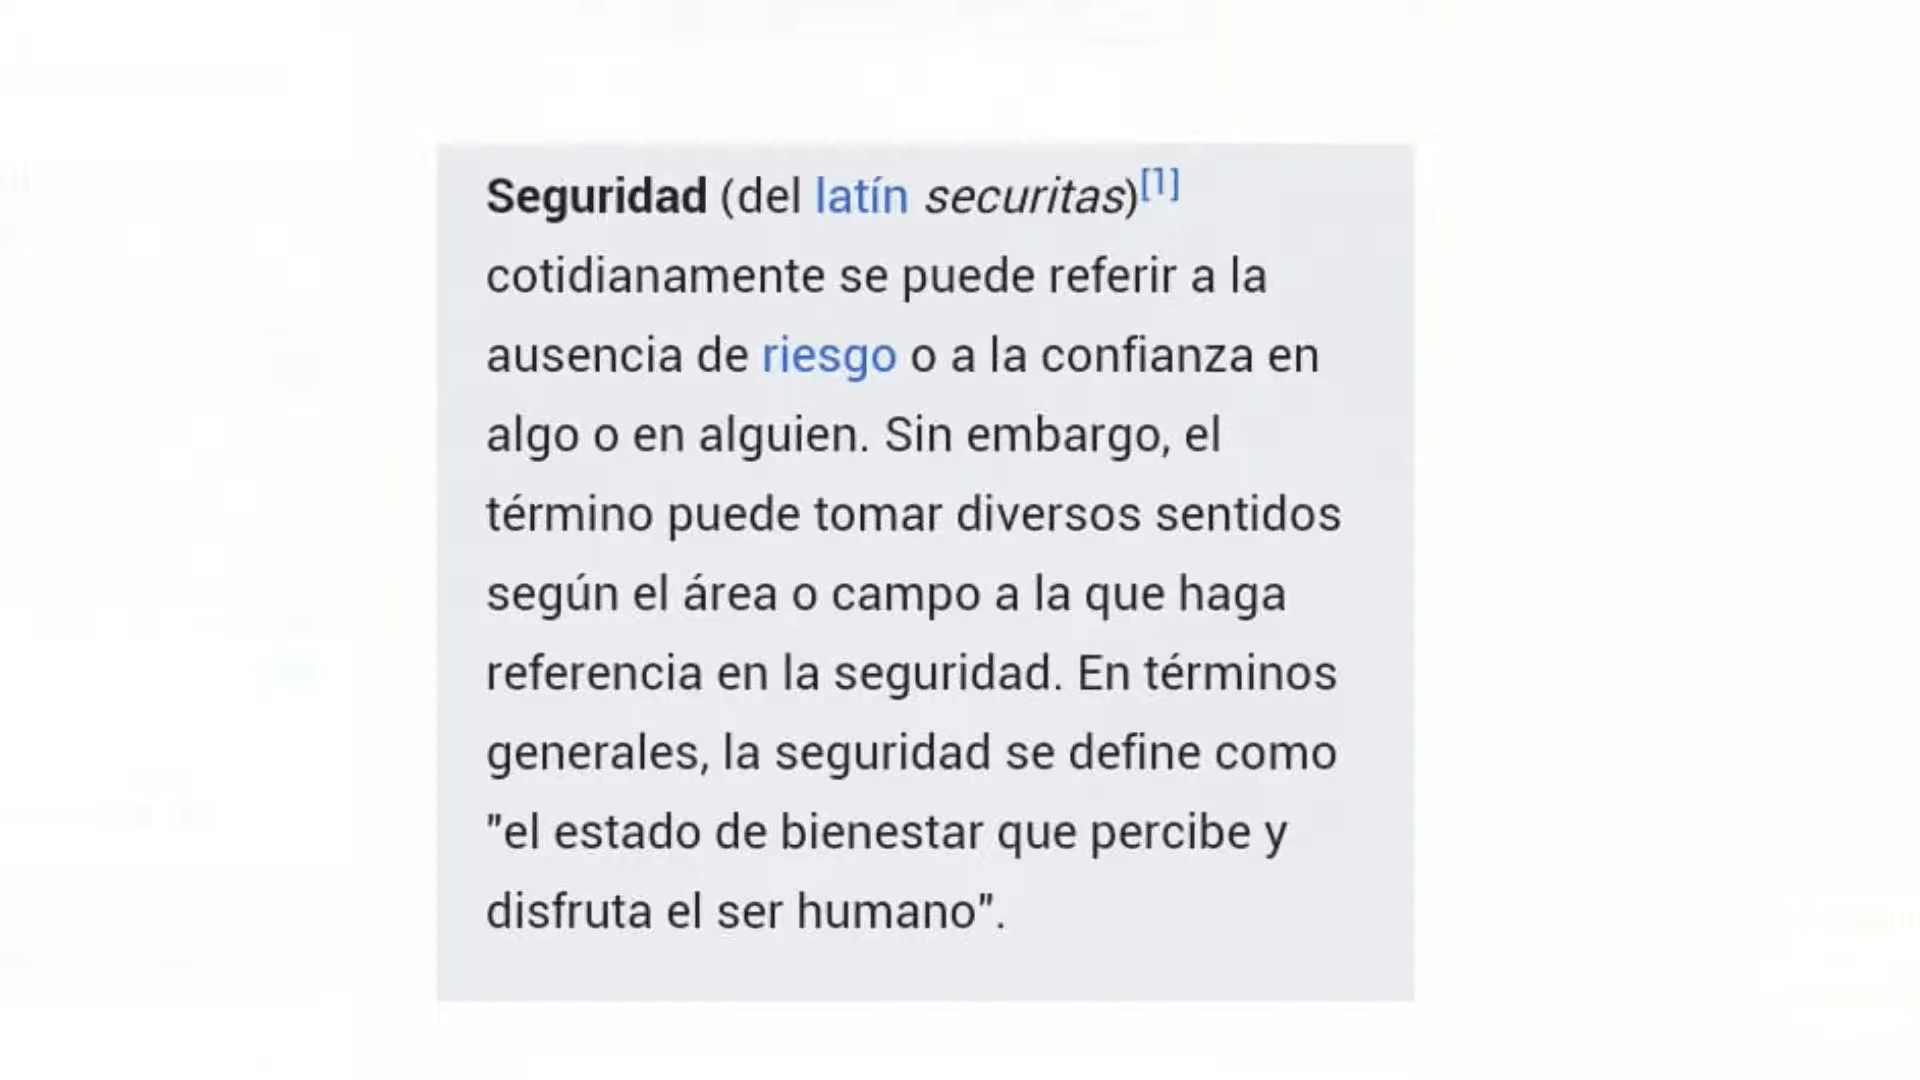 Seguridad (del latín securitas)[1]
cotidianamente se puede referir a la
ausencia de riesgo o a la confianza en
algo o en alguien. Sin embargo, el
término puede tomar diversos sentidos
según el área o campo a la que haga
referencia en la seguridad. En términos
generales, la seguridad se define como
"el estado de bienestar que percibe y
disfruta el ser humano".